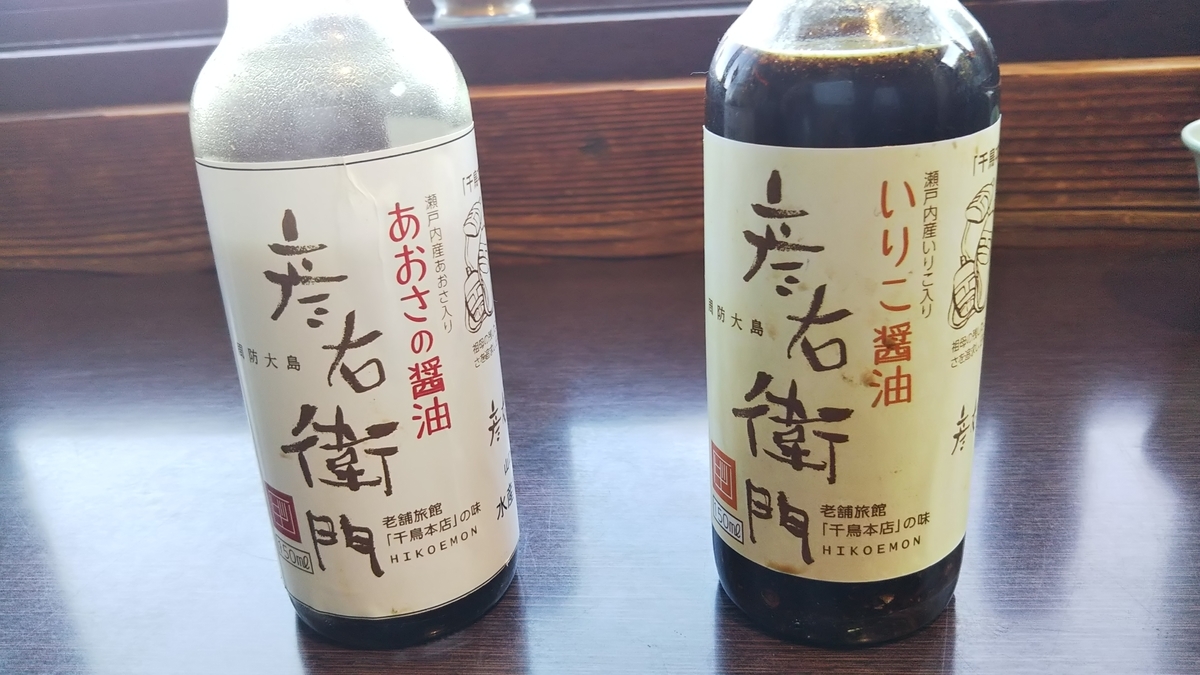 瀬戸内産あおさ入り
あおさの醤油
彦右衛門
周防大島
150ml
老舗旅館
「千鳥本店」の味
HIKOEMON
瀬戸内産いりこ入り
いりこ醤油
彦右衛門
周防大島
150ml
老舗旅館
「千鳥本店」の味
HIKOEMON